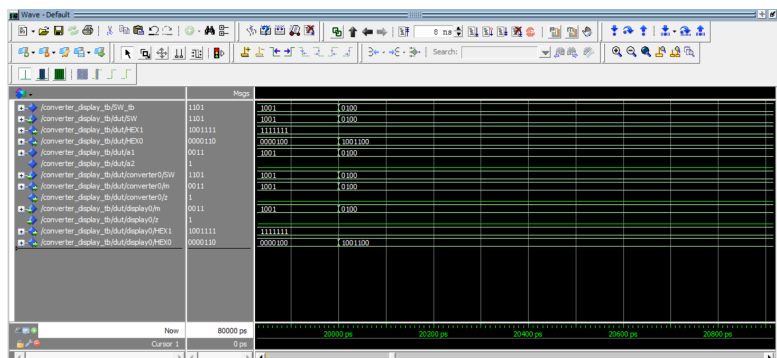 Wave - Default
8 ns
Search:
Msgs
/converter_display_tb/SW_tb 1101 1001 0100
/converter_display_tb/dut/SW 1101 1001 0100
/converter_display_tb/dut/HEX1 1001111 1111111
/converter_display_tb/dut/HEX0 0000110 0000100 1001100
/converter_display_tb/dut/a1 0011 1001 0100
/converter_display_tb/dut/a2 1
/converter_display_tb/dut/converter0/SW 1101 1001 0100
/converter_display_tb/dut/converter0/m 0011 1001 0100
/converter_display_tb/dut/converter0/z 1
/converter_display_tb/dut/display0/m 0011 1001 0100
/converter_display_tb/dut/display0/z 1
/converter_display_tb/dut/display0/HEX1 1001111 1111111
/converter_display_tb/dut/display0/HEX0 0000110 0000100 1001100
Now 80000 ps 20000 ps 20200 ps 20400 ps 20600 ps 20800 ps
Cursor 1 0 ps